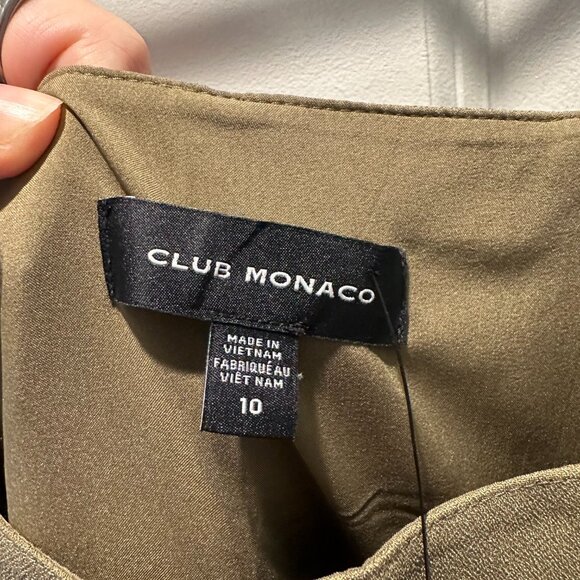 CLUB MONACO
MADE IN
VIETNAM
FABRIQUÉ AU
VIÊT NAM
10